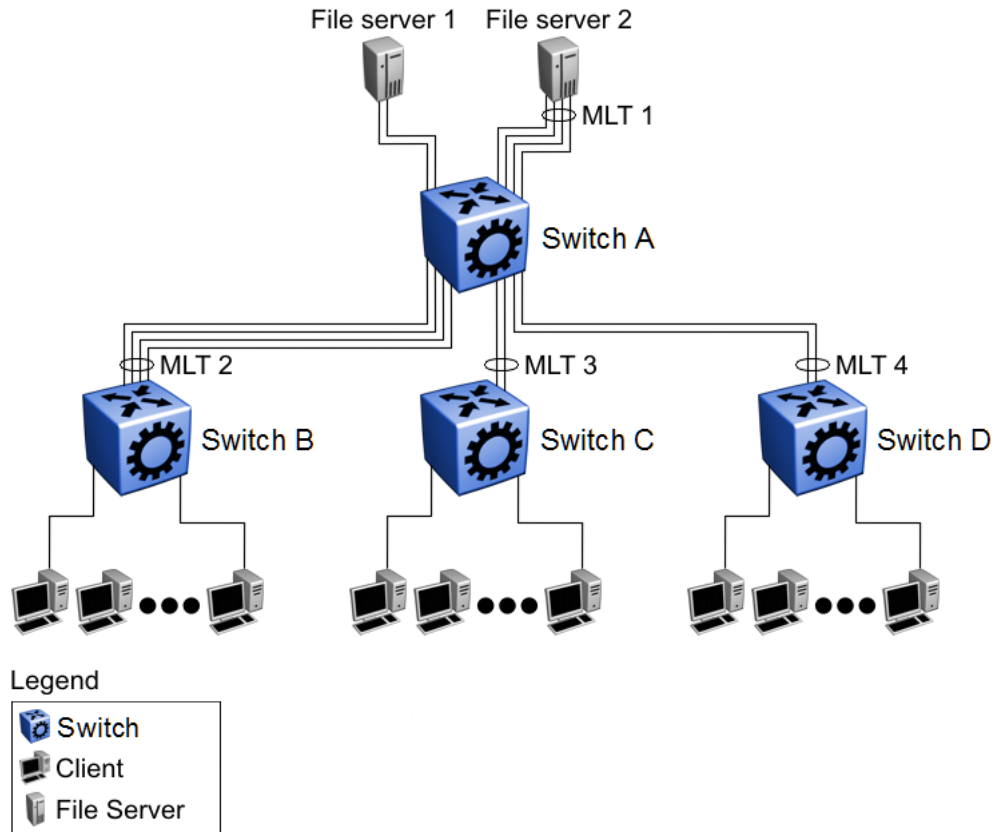 File server 1
File server 2
MLT 1
Switch A
MLT 2
MLT 3
MLT 4
Switch B
Switch C
Switch D
Legend
Switch
Client
File Server